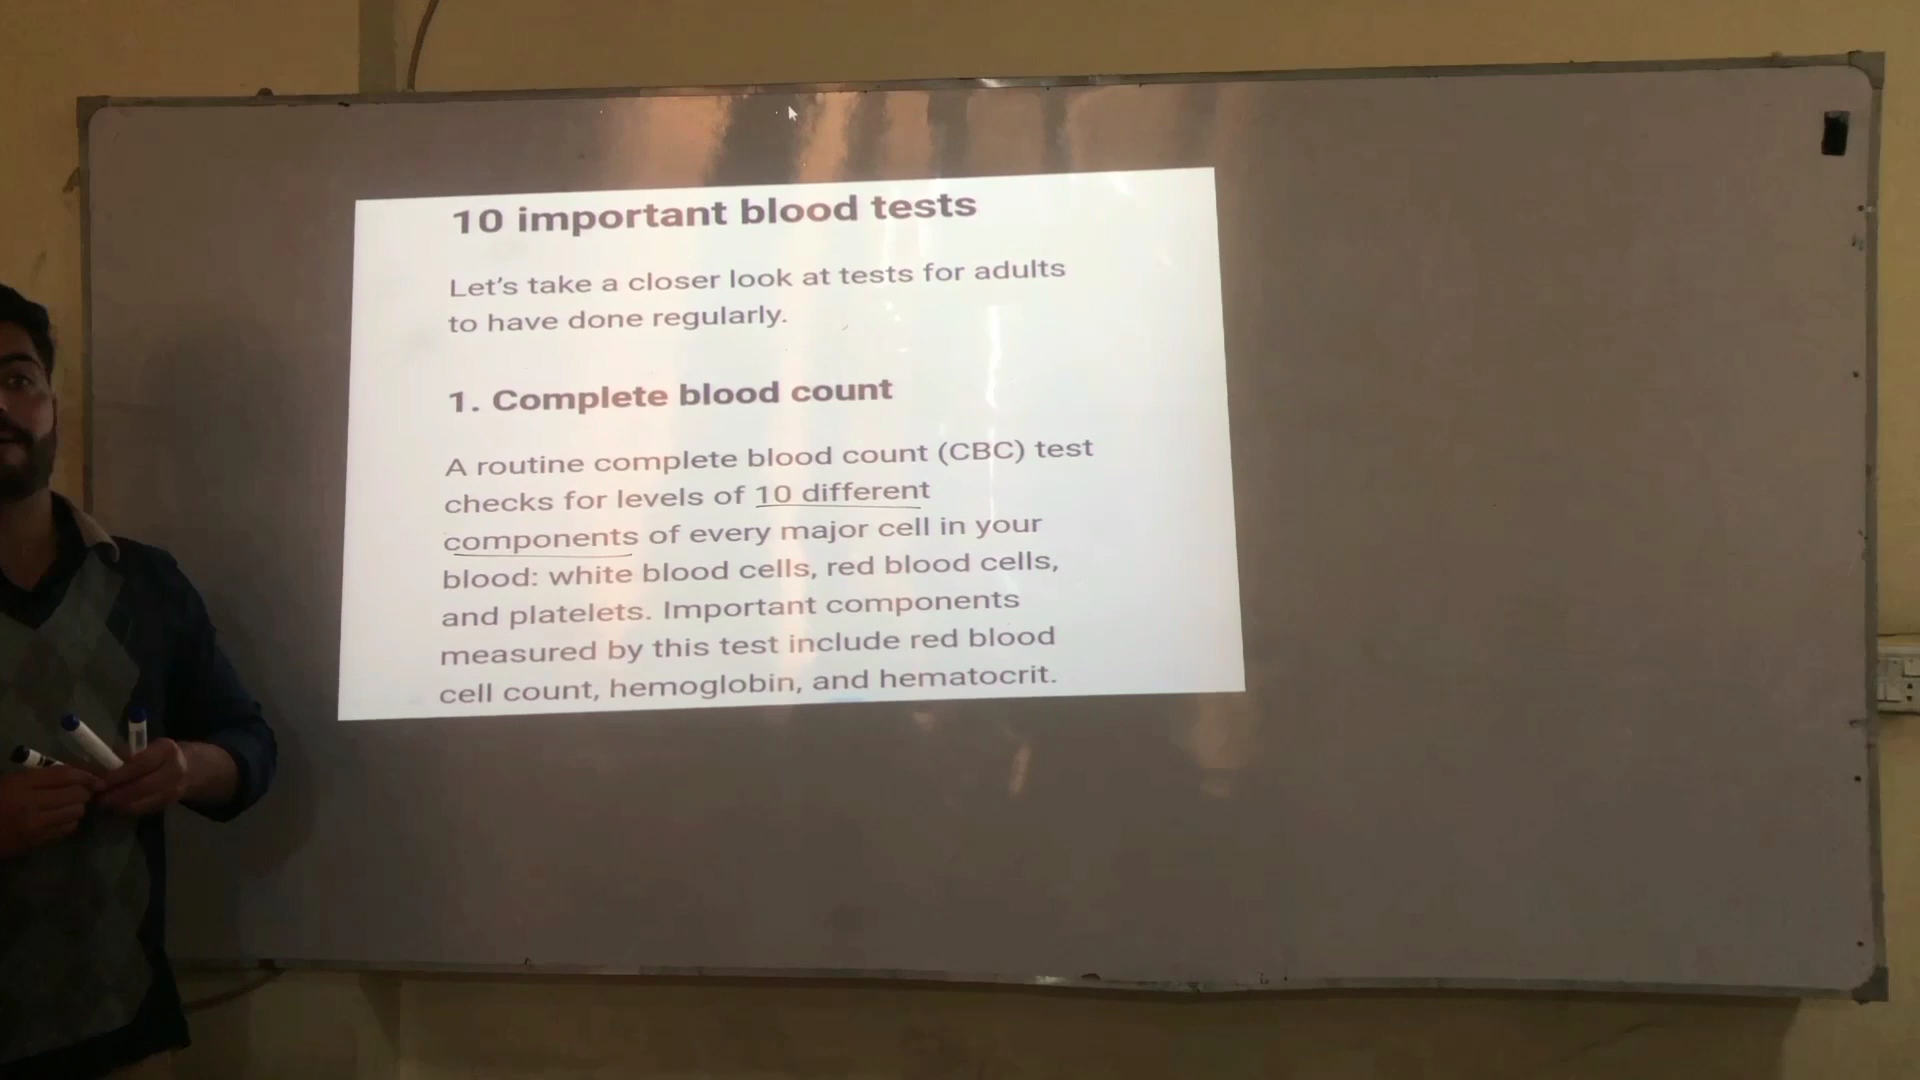 10 important blood tests
Let's take a closer look at tests for adults
to have done regularly.
1. Complete blood count
A routine complete blood count (CBC) test
checks for levels of 10 different
components of every major cell in your
blood: white blood cells, red blood cells,
and platelets. Important components
measured by this test include red blood
cell count, hemoglobin, and hematocrit.